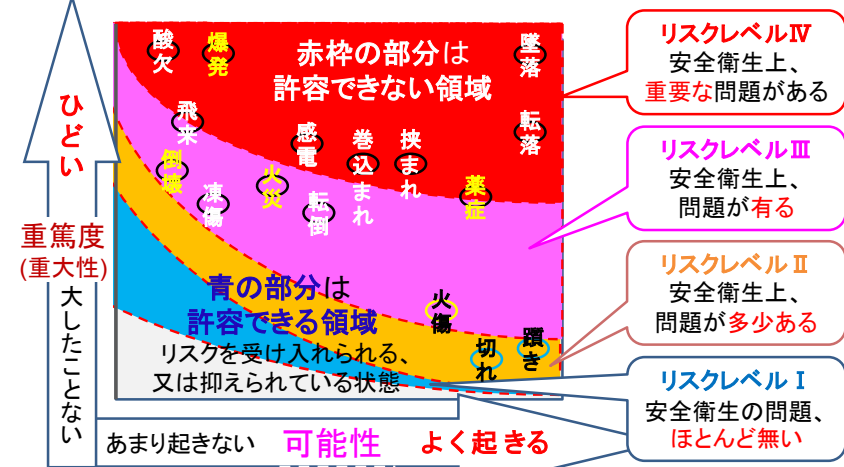 酸欠
爆発
赤枠の部分は
許容できない領域
墜落
転落
飛来
感電
巻込まれ
挟まれ
倒壊
凍傷
火災
転倒
薬症
青の部分は
許容できる領域
リスクを受け入れられる、
又は抑えられている状態
火傷
切れ
躓き
ひどい
重篤度
(重大性)
大したことない
あまり起きない
可能性
よく起きる
リスクレベルⅣ
安全衛生上、
重要な問題がある
リスクレベルⅢ
安全衛生上、
問題が有る
リスクレベルⅡ
安全衛生上、
問題が多少ある
リスクレベルⅠ
安全衛生の問題、
ほとんど無い